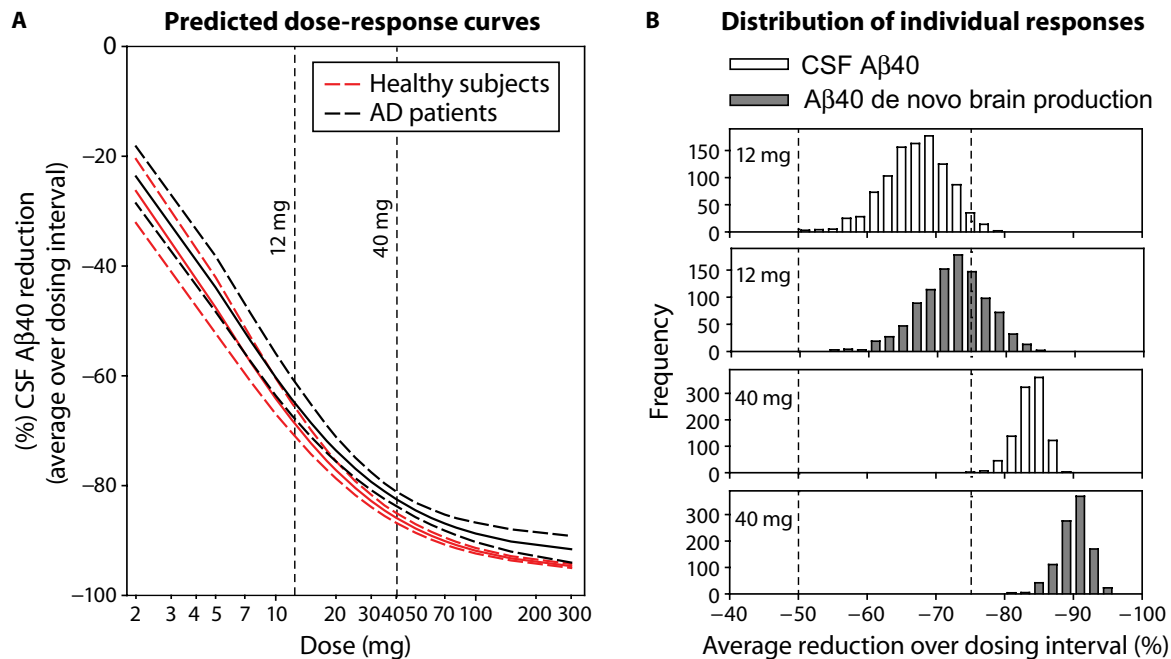 A
Predicted dose-response curves
0
−20
−40
−60
−80
−100
(%) CSF Aβ40 reduction
(average over dosing interval)
Healthy subjects
AD patients
12 mg
40 mg
2 3 4 5 7 10 20 30 40 50 100 200 300
Dose (mg)
B
Distribution of individual responses
CSF Aβ40
Aβ40 de novo brain production
Frequency
150
100
50
0
12 mg
150
100
50
0
12 mg
300
200
100
0
40 mg
300
200
100
0
40 mg
−40 −50 −60 −70 −80 −90 −100
Average reduction over dosing interval (%)